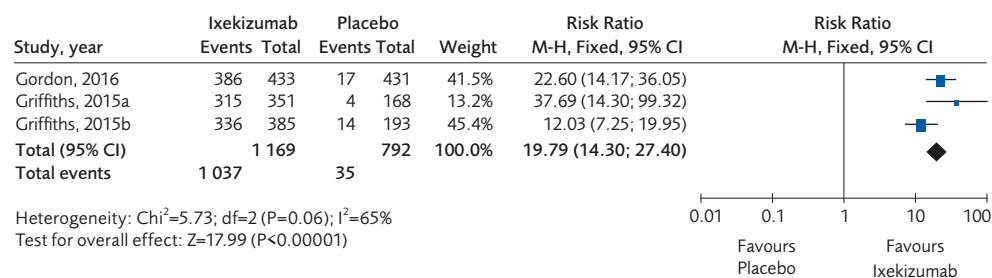 Ixekizumab Placebo Risk Ratio Risk Ratio
Study, year Events Total Events Total Weight M-H, Fixed, 95% CI M-H, Fixed, 95% CI
Gordon, 2016 386 433 17 431 41.5% 22.60 (14.17; 36.05)
Griffiths, 2015a 315 351 4 168 13.2% 37.69 (14.30; 99.32)
Griffiths, 2015b 336 385 14 193 45.4% 12.03 (7.25; 19.95)
Total (95% CI) 1 169 792 100.0% 19.79 (14.30; 27.40)
Total events 1 037 35
Heterogeneity: Chi²=5.73; df=2 (P=0.06); I²=65%
Test for overall effect: Z=17.99 (P<0.00001)
0.01 0.1 1 10 100
Favours Placebo
Favours Ixekizumab